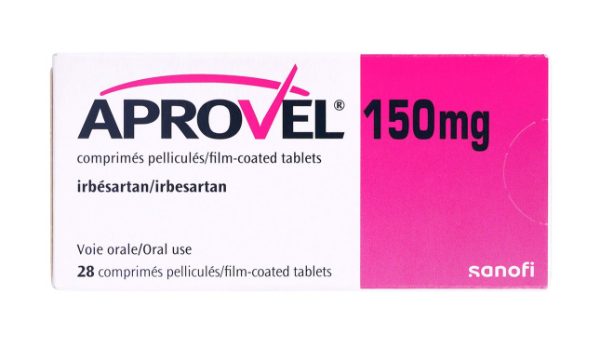 APROVEL® 150mg
comprimés pelliculés/film-coated tablets
irbésartan/irbesartan
Voie orale/Oral use
28 comprimés pelliculés/film-coated tablets
sanofi